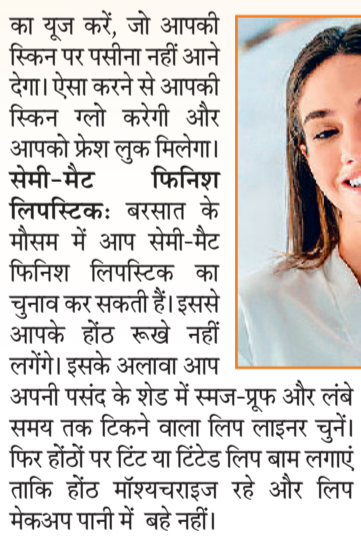 का यूज करें, जो आपकी
स्किन पर पसीना नहीं आने
देगा। ऐसा करने से आपकी
स्किन ग्लो करेगी और
आपको फ्रेश लुक मिलेगा।
सेमी-मैट फिनिश
लिपस्टिकः बरसात के
मौसम में आप सेमी-मैट
फिनिश लिपस्टिक का
चुनाव कर सकती हैं। इससे
आपके होंठ रूखे नहीं
लगेंगे। इसके अलावा आप
अपनी पसंद के शेड में स्मज-प्रूफ और लंबे
समय तक टिकने वाला लिप लाइनर चुनें।
फिर होंठों पर टिंट या टिंटेड लिप बाम लगाएं
ताकि होंठ मॉश्यचराइज रहे और लिप
मेकअप पानी में बहे नहीं।